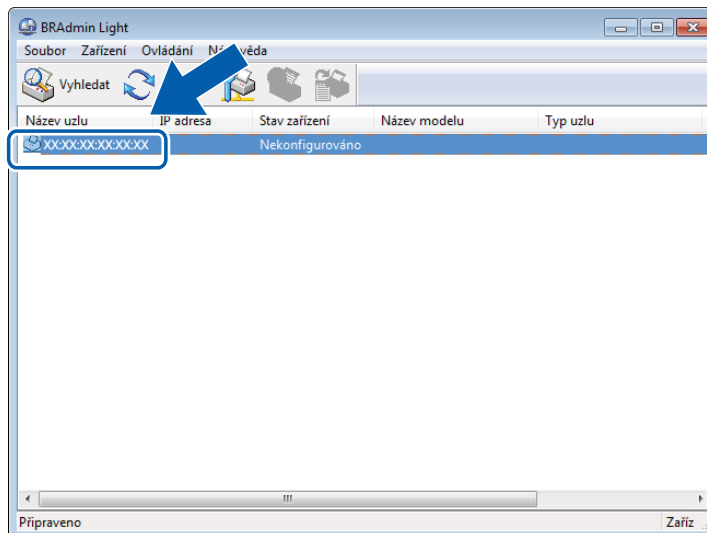 BRAdmin Light
Soubor Zařízení Ovládání
Vyhledat
Název uzlu IP adresa Stav zařízení Název modelu Typ uzlu
XX:XX:XX:XX:XX:XX Nekonfigurováno
Připraveno Zaříz